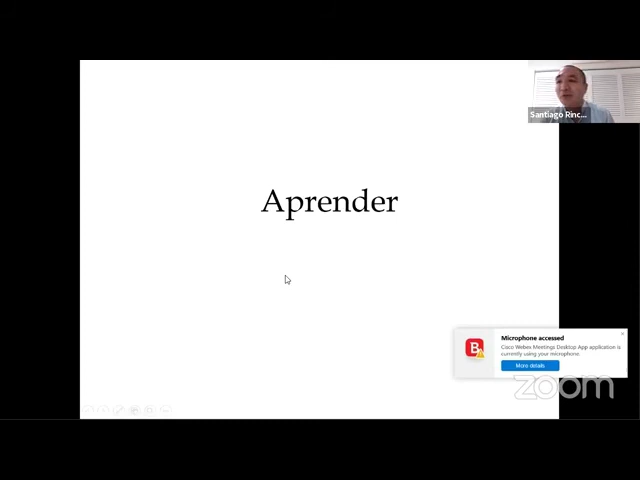 Santiago Rinc...
Aprender
Microphone accessed
Cisco Webex Meetings Desktop App application is
currently using your microphone.
More details
zoom